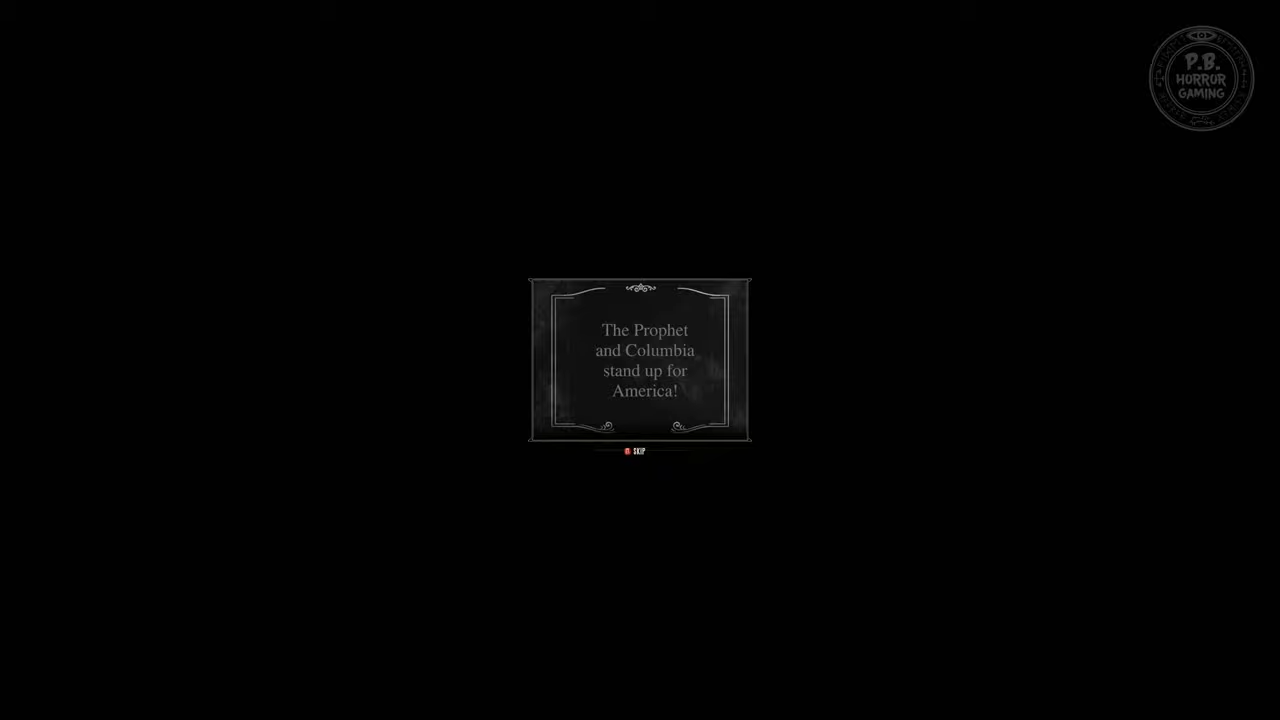 P.B.
HORROR
GAMING
The Prophet
and Columbia
stand up for
America!
SKIP